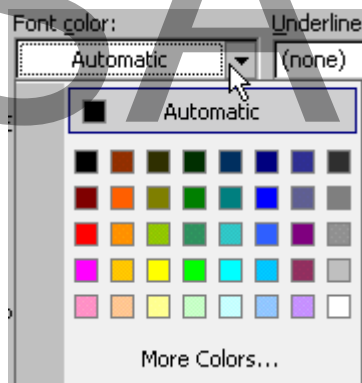 Font color: Underline
Automatic (none)
Automatic
More Colors...